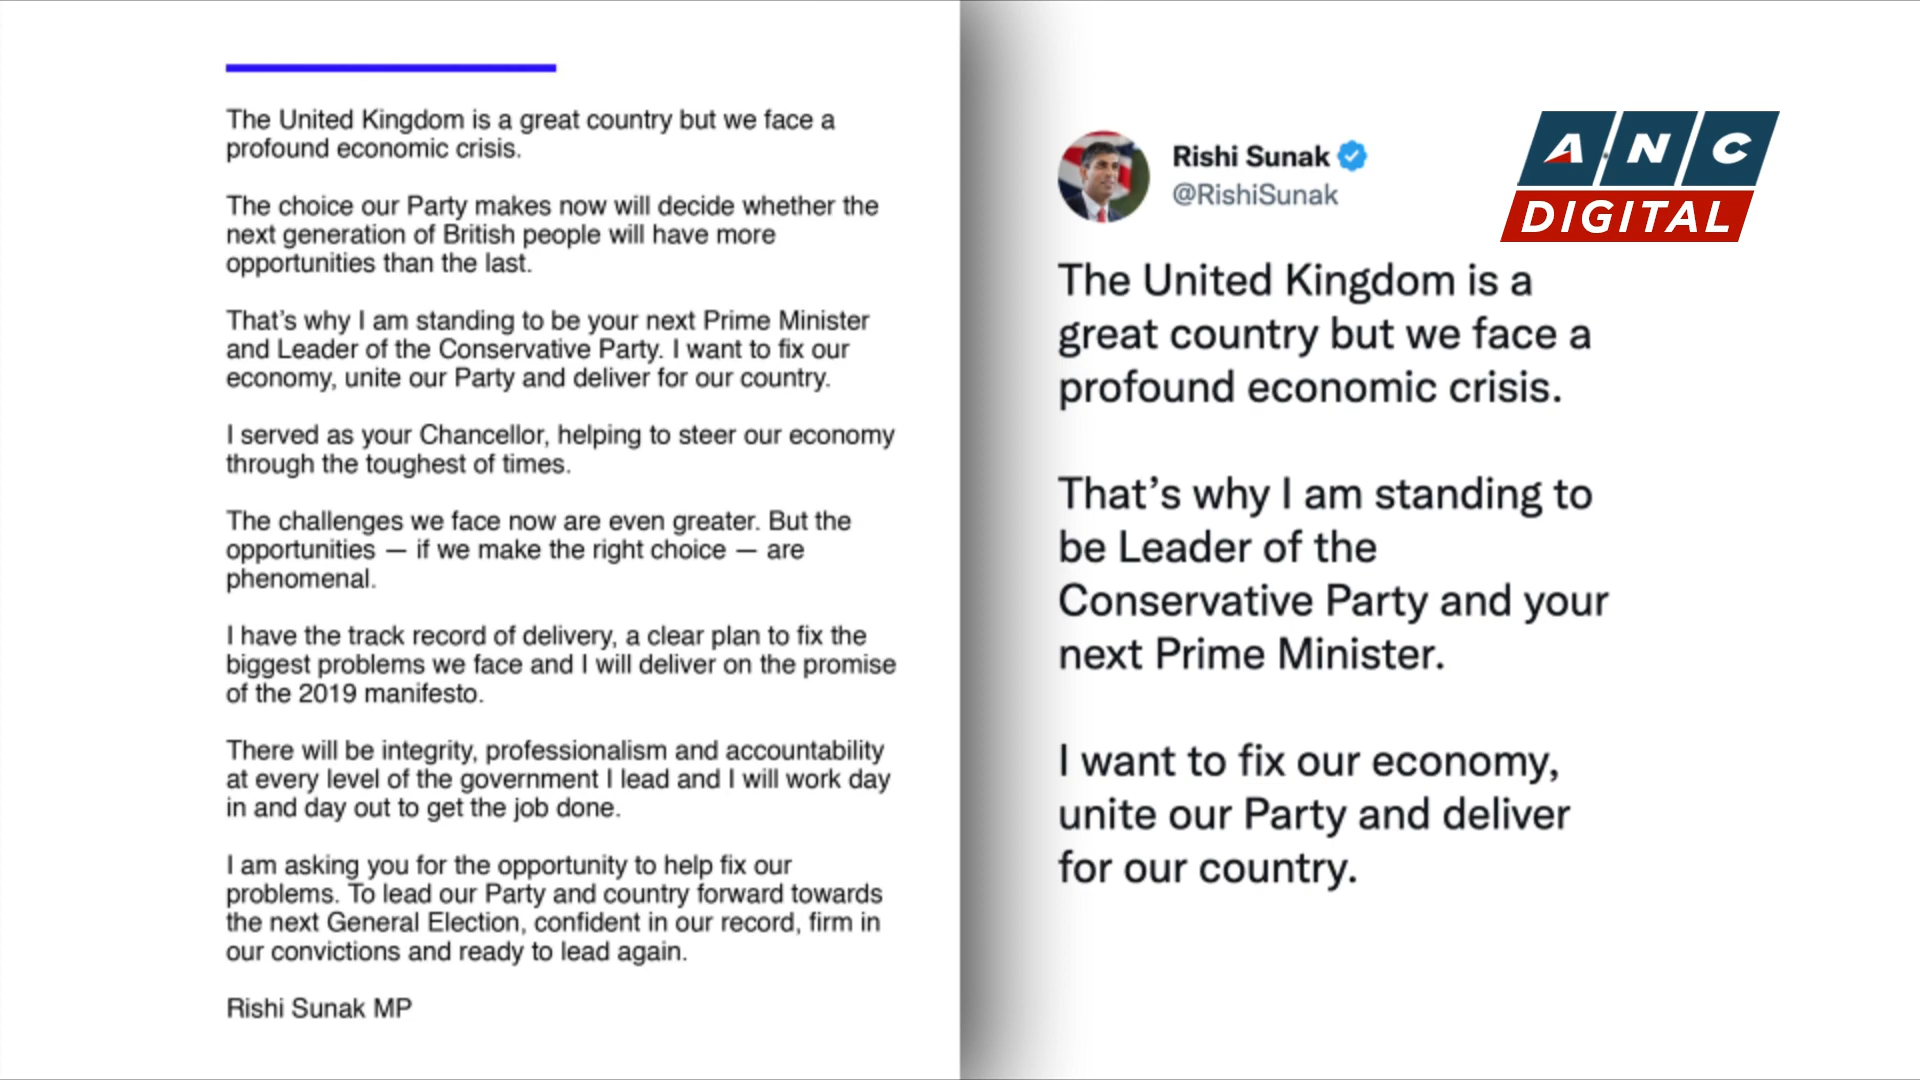 The United Kingdom is a great country but we face a
profound economic crisis.
The choice our Party makes now will decide whether the
next generation of British people will have more
opportunities than the last.
That’s why I am standing to be your next Prime Minister
and Leader of the Conservative Party. I want to fix our
economy, unite our Party and deliver for our country.
I served as your Chancellor, helping to steer our economy
through the toughest of times.
The challenges we face now are even greater. But the
opportunities — if we make the right choice — are
phenomenal.
I have the track record of delivery, a clear plan to fix the
biggest problems we face and I will deliver on the promise
of the 2019 manifesto.
There will be integrity, professionalism and accountability
at every level of the government I lead and I will work day
in and day out to get the job done.
I am asking you for the opportunity to help fix our
problems. To lead our Party and country forward towards
the next General Election, confident in our record, firm in
our convictions and ready to lead again.
Rishi Sunak MP
Rishi Sunak
@RishiSunak
The United Kingdom is a
great country but we face a
profound economic crisis.
That’s why I am standing to
be Leader of the
Conservative Party and your
next Prime Minister.
I want to fix our economy,
unite our Party and deliver
for our country.
ANC
DIGITAL